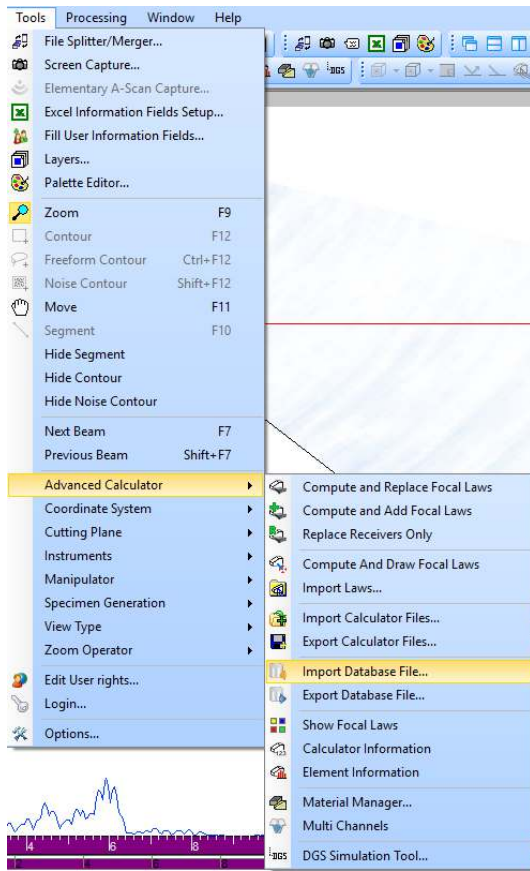 Tools Processing Window Help
File Splitter/Merger...
Screen Capture...
Elementary A-Scan Capture...
Excel Information Fields Setup...
Fill User Information Fields...
Layers...
Palette Editor...
Zoom F9
Contour F12
Freeform Contour Ctrl+F12
Noise Contour Shift+F12
Move F11
Segment F10
Hide Segment
Hide Contour
Hide Noise Contour
Next Beam F7
Previous Beam Shift+F7
Advanced Calculator
Coordinate System
Cutting Plane
Instruments
Manipulator
Specimen Generation
View Type
Zoom Operator
Edit User rights...
Login...
Options...
DGS
Compute and Replace Focal Laws
Compute and Add Focal Laws
Replace Receivers Only
Compute And Draw Focal Laws
Import Laws...
Import Calculator Files...
Export Calculator Files...
Import Database File...
Export Database File...
Show Focal Laws
123 Calculator Information
Element Information
Material Manager...
Multi Channels
DGS DGS Simulation Tool...
4 6 8
2 4 6 8